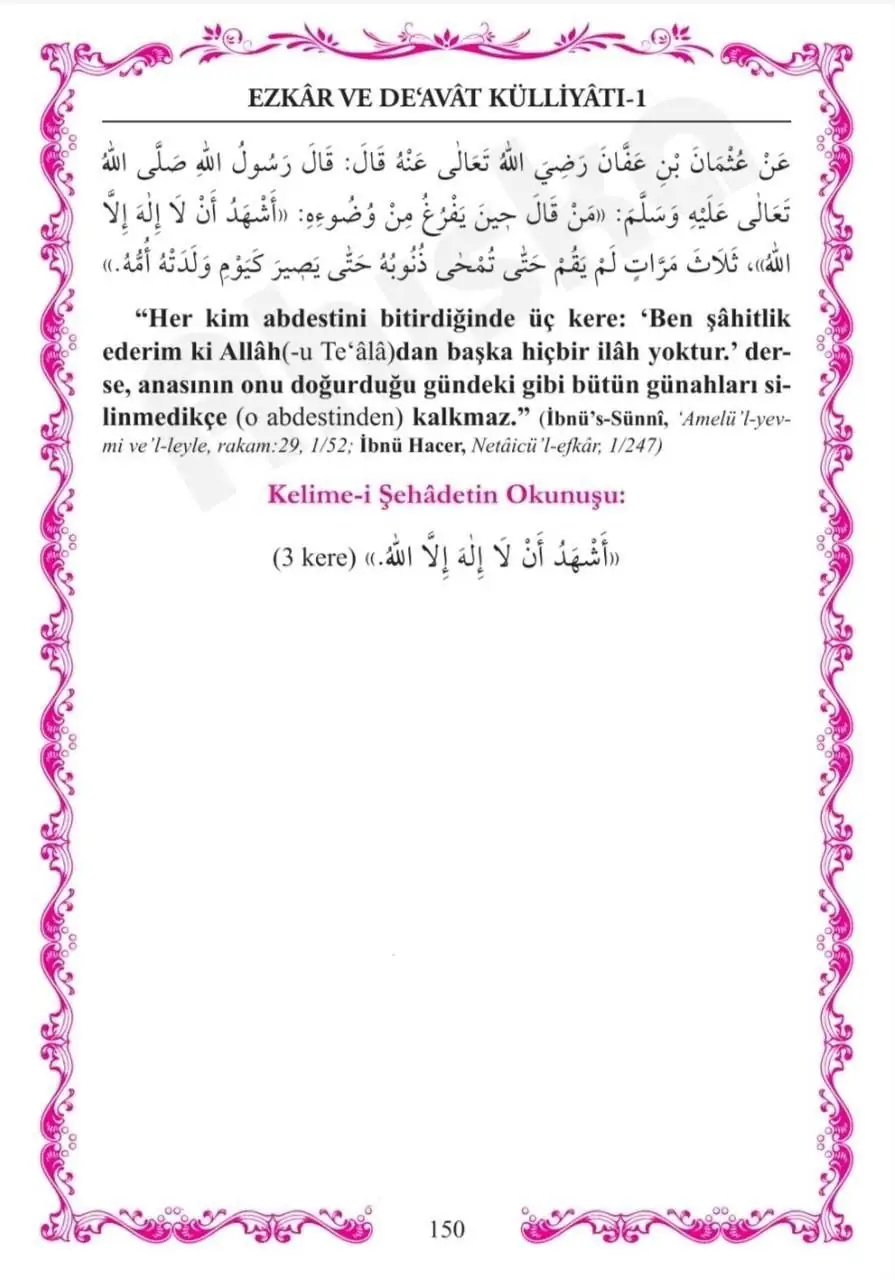 EZKÂR VE DE‘AVÂT KÜLLİYÂTI-1
عَنْ عُثْمَانَ بْنِ عَفَّانَ رَضِيَ اللّٰهُ تَعَالٰى عَنْهُ قَالَ: قَالَ رَسُولُ اللّٰهِ صَلَّى اللّٰهُ
تَعَالٰى عَلَيْهِ وَسَلَّمَ: «مَنْ قَالَ حِينَ يَفْرُغُ مِنْ وُضُوءِهِ: «أَشْهَدُ أَنْ لَا إِلٰهَ إِلَّا
اللّٰهُ»، ثَلَاثَ مَرَّاتٍ لَمْ يَقُمْ حَتّٰى تُمْحٰى ذُنُوبُهُ حَتّٰى يَصِيرَ كَيَوْمِ وَلَدَتْهُ أُمُّهُ.»
“Her kim abdestini bitirdiğinde üç kere: ‘Ben şâhitlik
ederim ki Allâh(-u Te‘âlâ)dan başka hiçbir ilâh yoktur.’ der-
se, anasının onu doğurduğu gündeki gibi bütün günahları si-
linmedikçe (o abdestinden) kalkmaz.” (İbnü’s-Sünnî, ‘Amelü’l-yev-
mi ve’l-leyle, rakam:29, 1/52; İbnü Hacer, Netâicü’l-efkâr, 1/247)
Kelime-i Şehâdetin Okunuşu:
«أَشْهَدُ أَنْ لَا إِلٰهَ إِلَّا اللّٰهُ.» (3 kere)
150